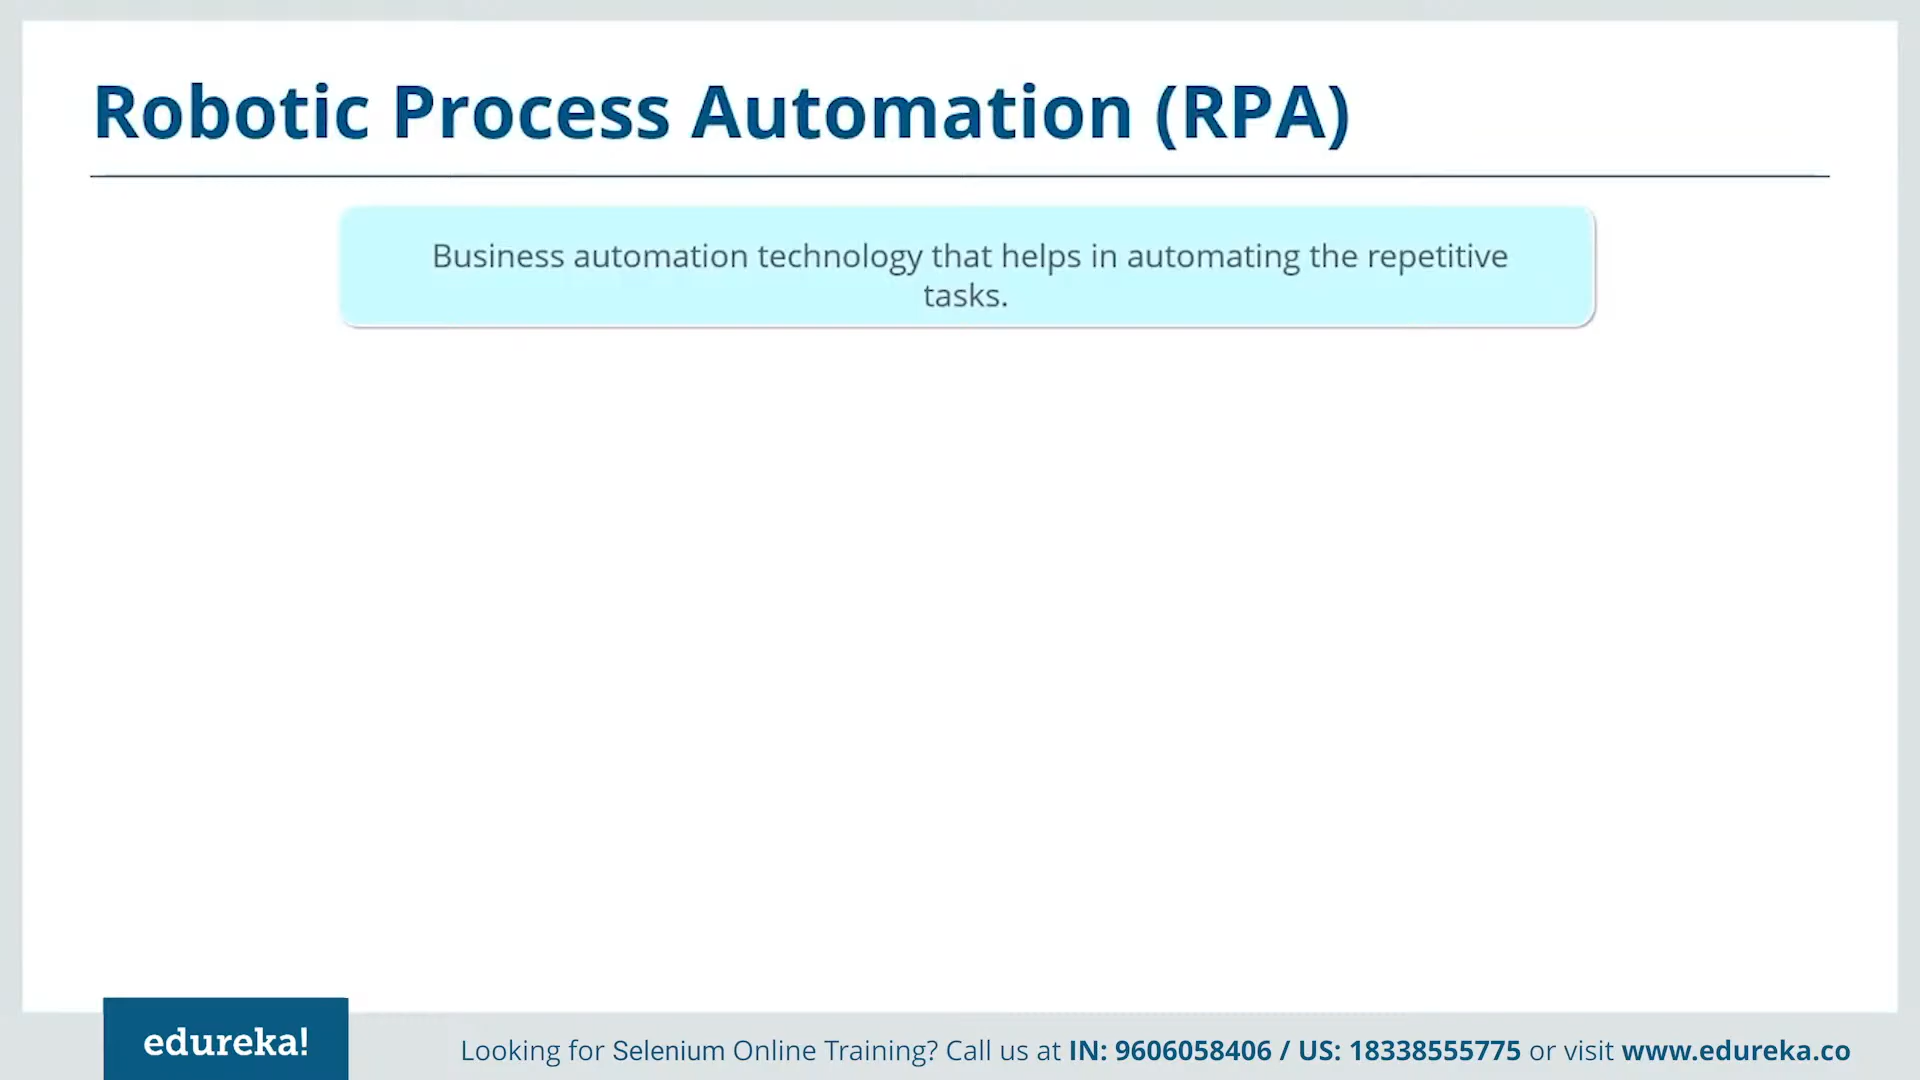 Robotic Process Automation (RPA)
Business automation technology that helps in automating the repetitive
tasks.
edureka!
Looking for Selenium Online Training? Call us at IN: 9606058406 / US: 18338555775 or visit www.edureka.co